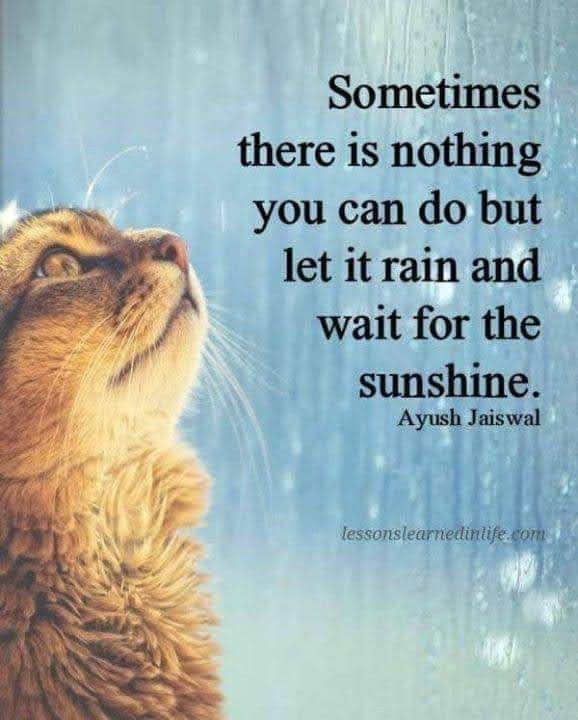 Sometimes
there is nothing
you can do but
let it rain and
wait for the
sunshine.
Ayush Jaiswal
lessonslearnedinlife.com